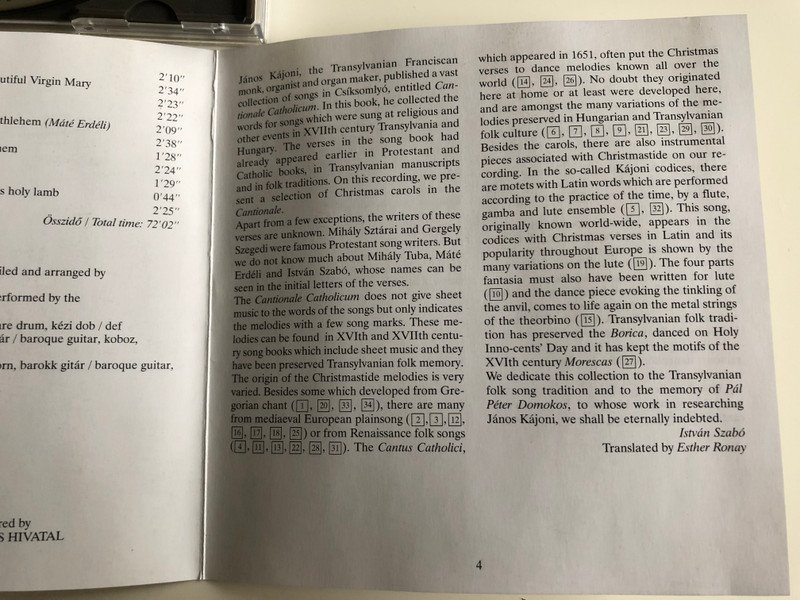 utiful Virgin Mary
2'10"
2'34"
2'23"
2'22"
thlehem (Máté Erdéli)
2'09"
2'38"
em
1'28"
2'24"
1'29"
s holy lamb
0'44"
2'25"
Összidő / Total time: 72'02"
iled and arranged by
erformed by the
are drum, kézi dob / def
ár / baroque guitar, koboz,
orn, barokk gitár / baroque guitar,
red by
S HIVATAL
János Kájoni, the Transylvanian Franciscan
monk, organist and organ maker, published a vast
collection of songs in Csíksomlyó, entitled Can-
tionale Catholicum. In this book, he collected the
words for songs which were sung at religious and
other events in XVIIth century Transylvania and
Hungary. The verses in the song book had
already appeared earlier in Protestant and
Catholic books, in Transylvanian manuscripts
and in folk traditions. On this recording, we pre-
sent a selection of Christmas carols in the
Cantionale.
Apart from a few exceptions, the writers of these
verses are unknown. Mihály Sztárai and Gergely
Szegedi were famous Protestant song writers. But
we do not know much about Mihály Tuba, Máté
Erdéli and István Szabó, whose names can be
seen in the initial letters of the verses.
The Cantionale Catholicum does not give sheet
music to the words of the songs but only indicates
the melodies with a few song marks. These me-
lodies can be found in XVIth and XVIIth centu-
ry song books which include sheet music and they
have been preserved Transylvanian folk memory.
The origin of the Christmastide melodies is very
varied. Besides some which developed from Gre-
gorian chant (1, 20, 33, 34), there are many
from mediaeval European plainsong (2, 3, 12,
16, 17, 18, 25) or from Renaissance folk songs
(4, 11, 13, 22, 28, 31). The Cantus Catholici,
which appeared in 1651, often put the Christmas
verses to dance melodies known all over the
world (14, 24, 26). No doubt they originated
here at home or at least were developed here,
and are amongst the many variations of the me-
lodies preserved in Hungarian and Transylvanian
folk culture (6, 7, 8, 9, 21, 23, 29, 30).
Besides the carols, there are also instrumental
pieces associated with Christmastide on our re-
cording. In the so-called Kájoni codices, there
are motets with Latin words which are performed
according to the practice of the time, by a flute,
gamba and lute ensemble (5, 32). This song,
originally known world-wide, appears in the
codices with Christmas verses in Latin and its
popularity throughout Europe is shown by the
many variations on the lute (19). The four parts
fantasia must also have been written for lute
(10) and the dance piece evoking the tinkling of
the anvil, comes to life again on the metal strings
of the theorbino (15). Transylvanian folk tradi-
tion has preserved the Borica, danced on Holy
Inno-cents' Day and it has kept the motifs of the
XVIth century Morescas (27).
We dedicate this collection to the Transylvanian
folk song tradition and to the memory of Pál
Péter Domokos, to whose work in researching
János Kájoni, we shall be eternally indebted.
István Szabó
Translated by Esther Ronay
4